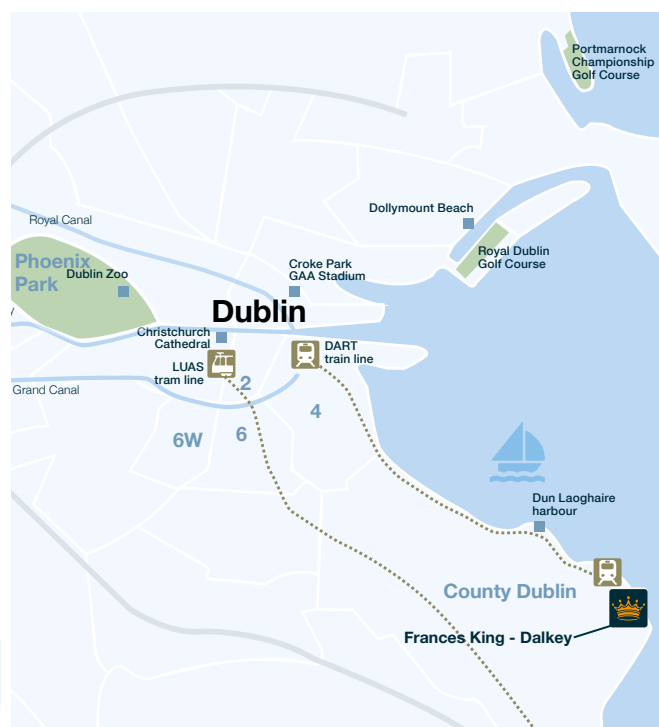 Portmarnock
Championship
Golf Course
Dollymount Beach
Royal Canal
Royal Dublin
Golf Course
Phoenix
Park
Dublin Zoo
Croke Park
GAA Stadium
Dublin
Christchurch
Cathedral
DART
train line
LUAS
tram line
2
Grand Canal
4
6
6W
Dun Laoghaire
harbour
County Dublin
Frances King - Dalkey